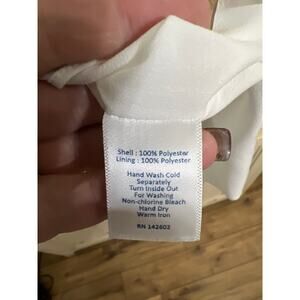 Shell : 100% Polyester
Lining : 100% Polyester
Hand Wash Cold
Separately
Turn Inside Out
For Washing
Non-chlorine Bleach
Hand Dry
Warm Iron
RN 142602